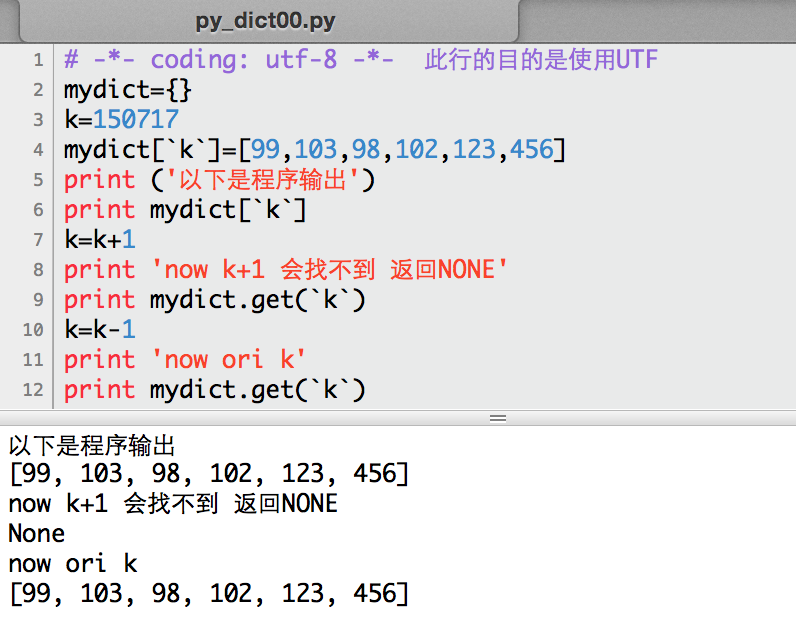 py_dict00.py
1 # -*- coding: utf-8 -*-  此行的目的是使用UTF
2 mydict={}
3 k=150717
4 mydict[`k`]=[99,103,98,102,123,456]
5 print ('以下是程序输出')
6 print mydict[`k`]
7 k=k+1
8 print 'now k+1 会找不到 返回NONE'
9 print mydict.get(`k`)
10 k=k-1
11 print 'now ori k'
12 print mydict.get(`k`)
以下是程序输出
[99, 103, 98, 102, 123, 456]
now k+1 会找不到 返回NONE
None
now ori k
[99, 103, 98, 102, 123, 456]